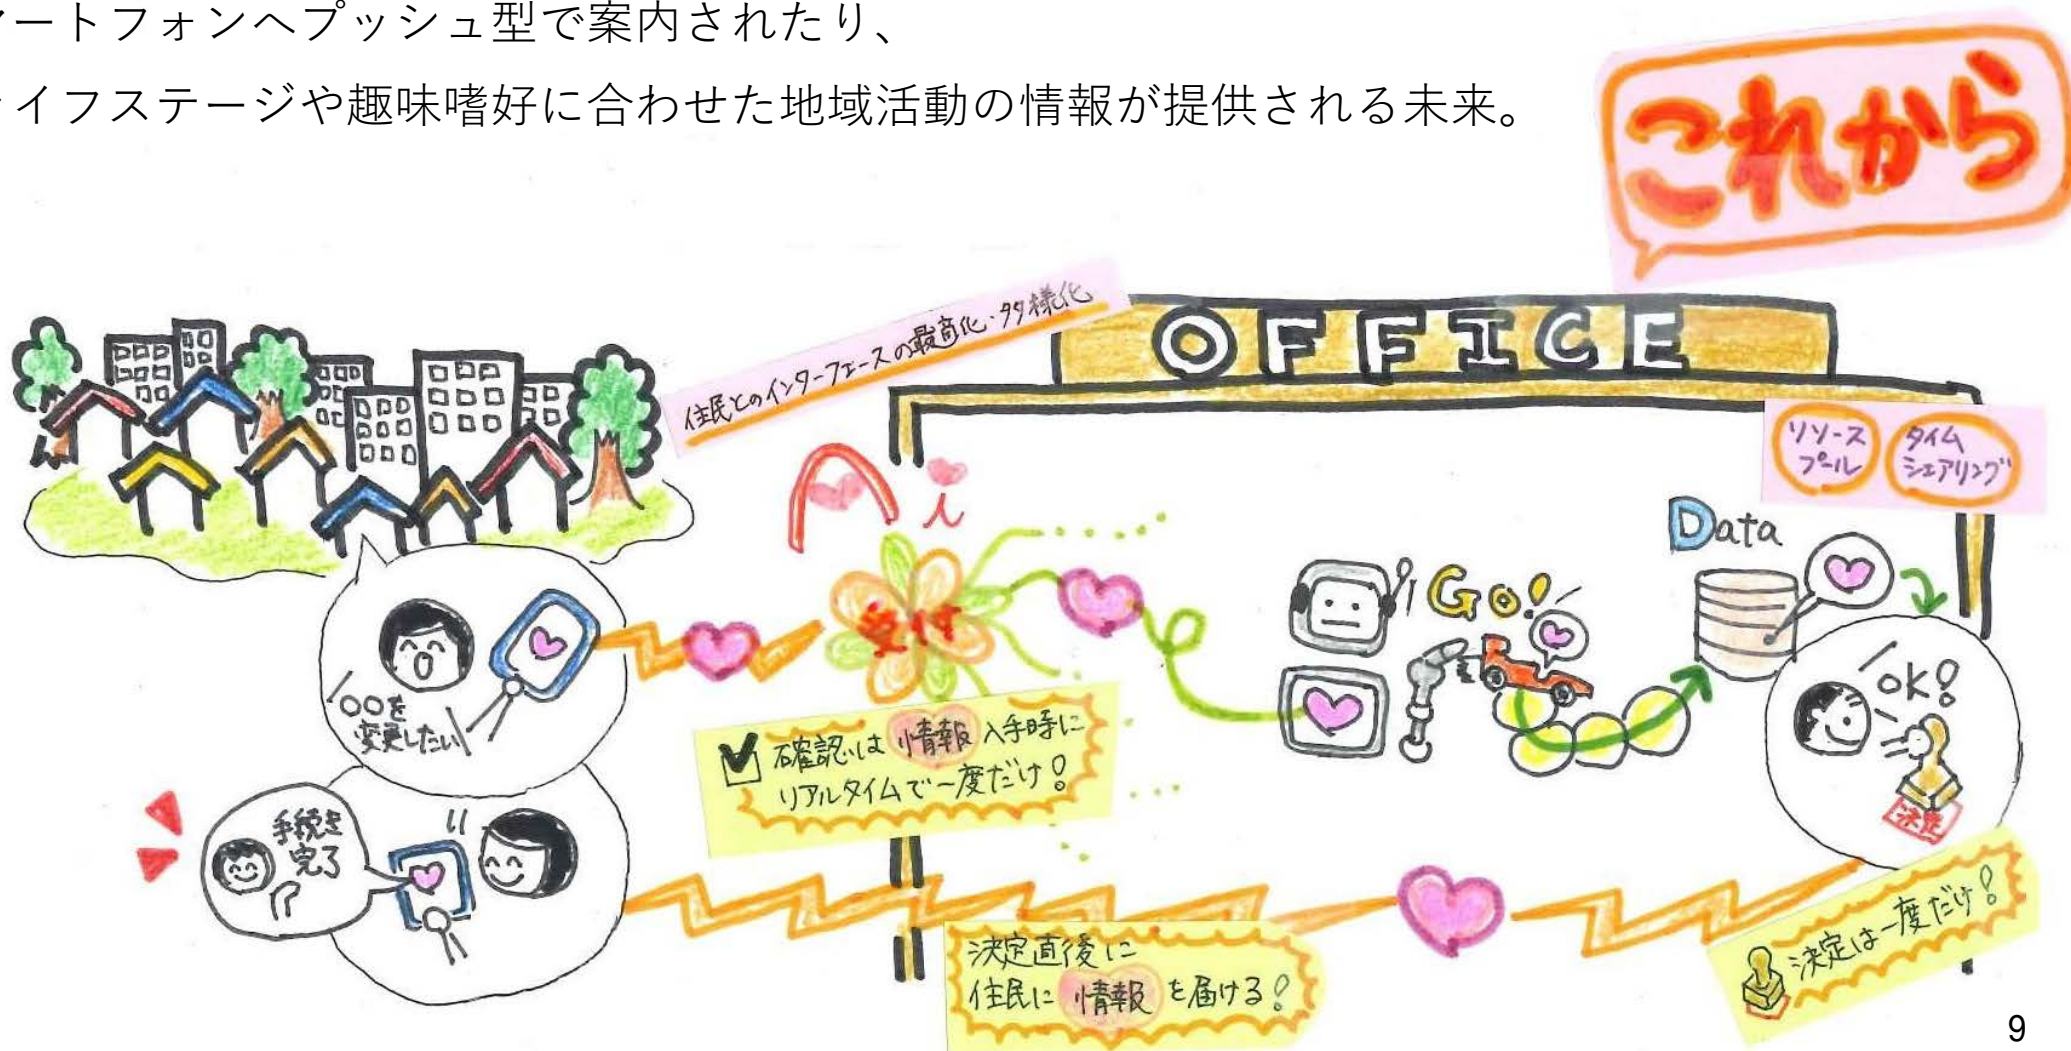 マートフォンへプッシュ型で案内されたり、
ライフステージや趣味嗜好に合わせた地域活動の情報が提供される未来。
これから
住民とのインターフェースの最適化・多様化
OFFICE
リソース
プール
タイム
シェアリング
Ai
受付
Go!
Data
OK!
決定
○○を
変更したい
確認は情報入手時に
リアルタイムで一度だけ!
手続き
完了
決定直後に
住民に情報を届ける!
決定は一度だけ!
9